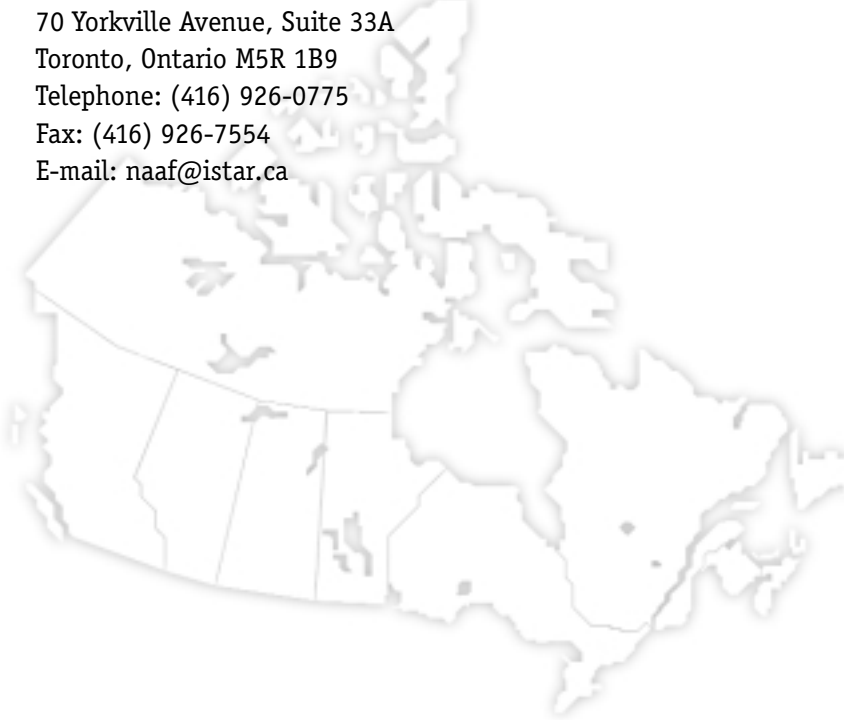 70 Yorkville Avenue, Suite 33A
Toronto, Ontario M5R 1B9
Telephone: (416) 926-0775
Fax: (416) 926-7554
E-mail: naaf@istar.ca